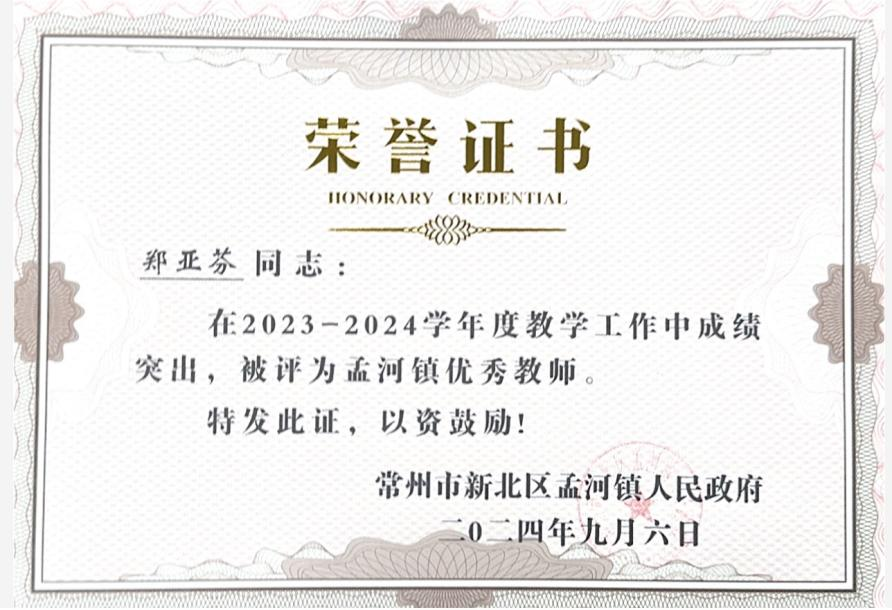 荣誉证书
HONORARY CREDENTIAL
郑亚芬同志：
在2023-2024学年度教学工作中成绩
突出，被评为孟河镇优秀教师。
特发此证，以资鼓励!
常州市新北区孟河镇人民政府
二0二四年九月六日